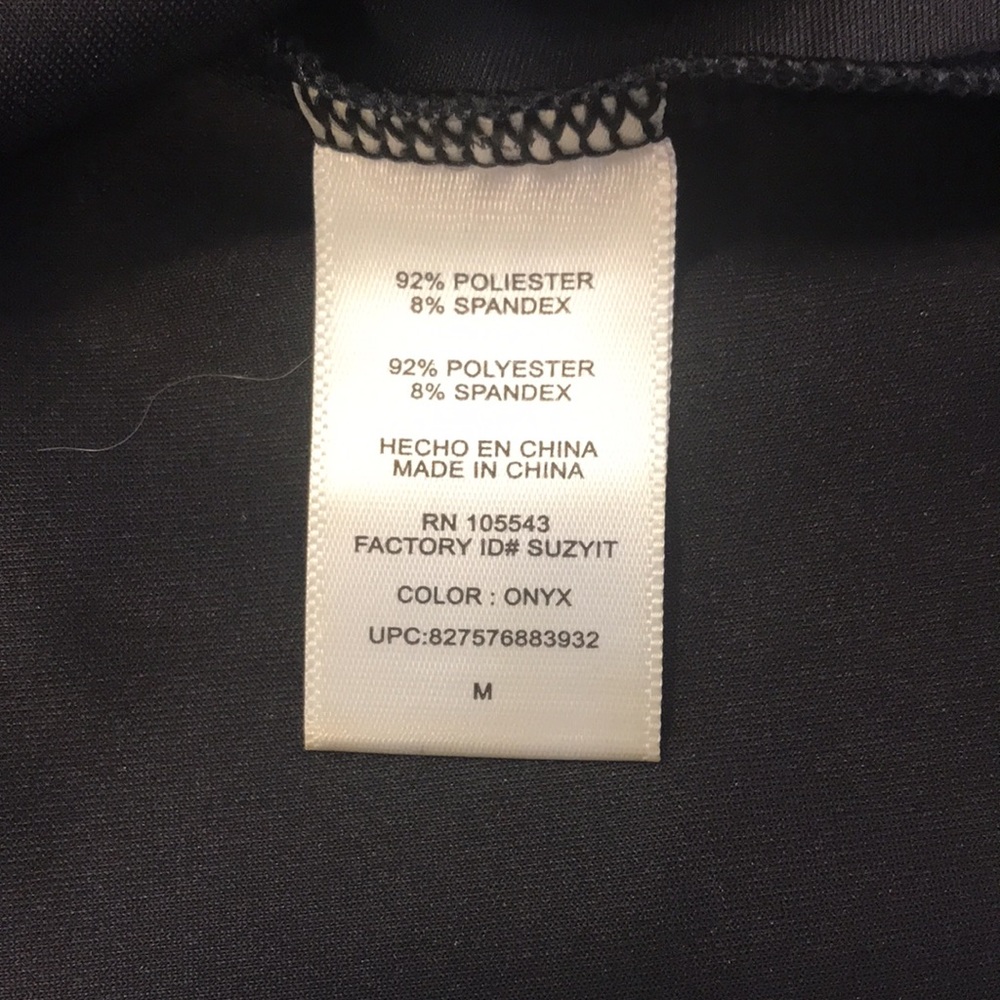 92% POLIESTER
8% SPANDEX
92% POLYESTER
8% SPANDEX
HECHO EN CHINA
MADE IN CHINA
RN 105543
FACTORY ID# SUZYIT
COLOR : ONYX
UPC:827576883932
M